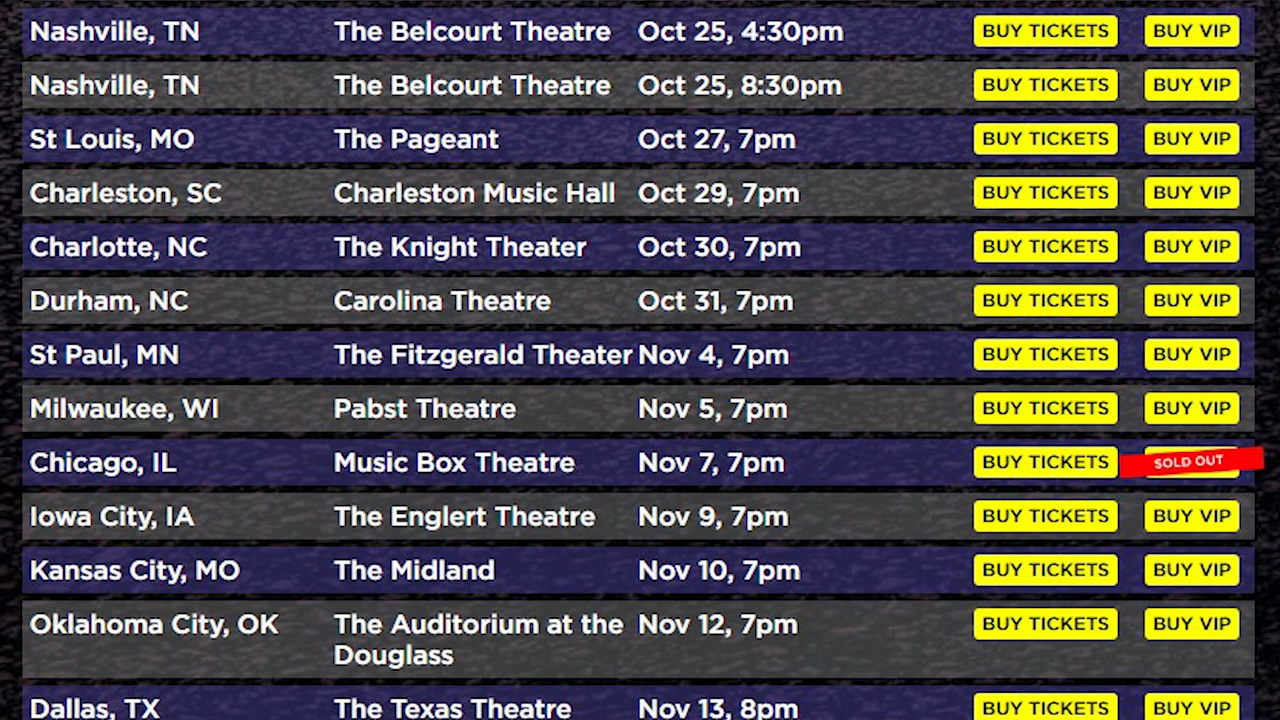 Nashville, TN The Belcourt Theatre Oct 25, 4:30pm BUY TICKETS BUY VIP
Nashville, TN The Belcourt Theatre Oct 25, 8:30pm BUY TICKETS BUY VIP
St Louis, MO The Pageant Oct 27, 7pm BUY TICKETS BUY VIP
Charleston, SC Charleston Music Hall Oct 29, 7pm BUY TICKETS BUY VIP
Charlotte, NC The Knight Theater Oct 30, 7pm BUY TICKETS BUY VIP
Durham, NC Carolina Theatre Oct 31, 7pm BUY TICKETS BUY VIP
St Paul, MN The Fitzgerald Theater Nov 4, 7pm BUY TICKETS BUY VIP
Milwaukee, WI Pabst Theatre Nov 5, 7pm BUY TICKETS BUY VIP
Chicago, IL Music Box Theatre Nov 7, 7pm BUY TICKETS SOLD OUT
Iowa City, IA The Englert Theatre Nov 9, 7pm BUY TICKETS BUY VIP
Kansas City, MO The Midland Nov 10, 7pm BUY TICKETS BUY VIP
Oklahoma City, OK The Auditorium at the Nov 12, 7pm BUY TICKETS BUY VIP
Douglass
Dallas, TX The Texas Theatre Nov 13, 8pm BUY TICKETS BUY VIP